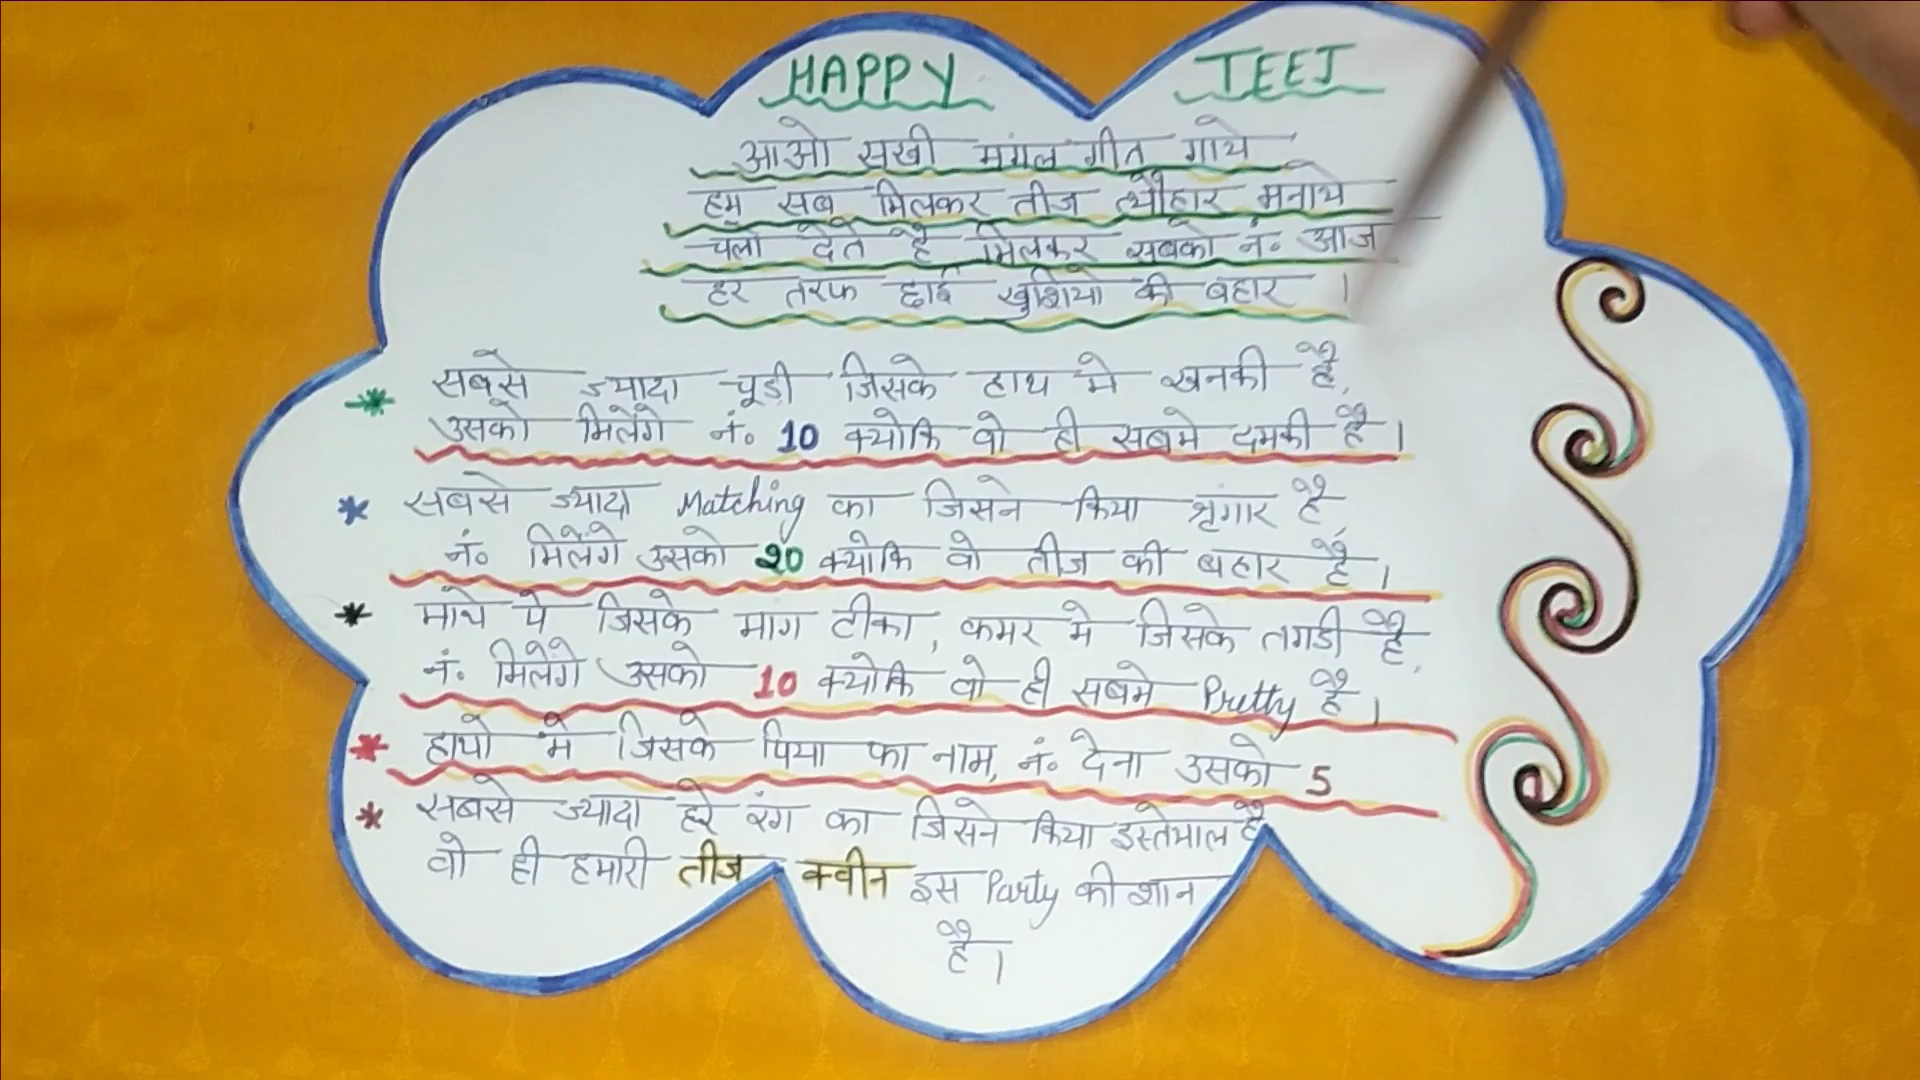 HAPPY TEEJ
आओ सखी मंगल गीत गाये
हम सब मिलकर तीज त्यौहार मनाये
चलो देते है मिलकर सबको नं० आज
हर तरफ छाई खुशियो की बहार ।
* सबसे ज्यादा चूड़ी जिसके हाथ मे खनकी है,
उसको मिलेंगे नं० 10 क्योकि वो ही सबमे दमकी है ।
* सबसे ज्यादा Matching का जिसने किया श्रृंगार है,
नं० मिलेंगे उसको 20 क्योकि वो तीज की बहार है ।
* माथे पे जिसके माग टीका, कमर मे जिसके तगडी है,
नं. मिलेगे उसको 10 क्योकि वो ही सबमे Pretty है ।
* हाथो मे जिसके पिया का नाम, नं० देना उसको 5
* सबसे ज्यादा हरे रंग का जिसने किया इस्तेमाल है
वो ही हमारी तीज क्वीन इस Party की शान
है ।